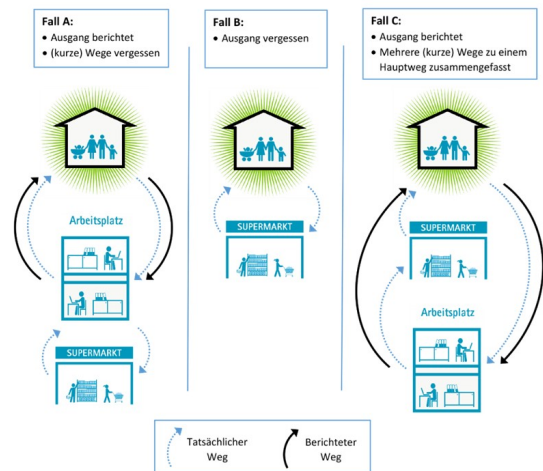 Fall A:
• Ausgang berichtet
• (kurze) Wege vergessen
Fall B:
• Ausgang vergessen
Fall C:
• Ausgang berichtet
• Mehrere (kurze) Wege zu einem
Hauptweg zusammengefasst
Arbeitsplatz
SUPERMARKT
SUPERMARKT
SUPERMARKT
Arbeitsplatz
Tatsächlicher
Weg
Berichteter
Weg